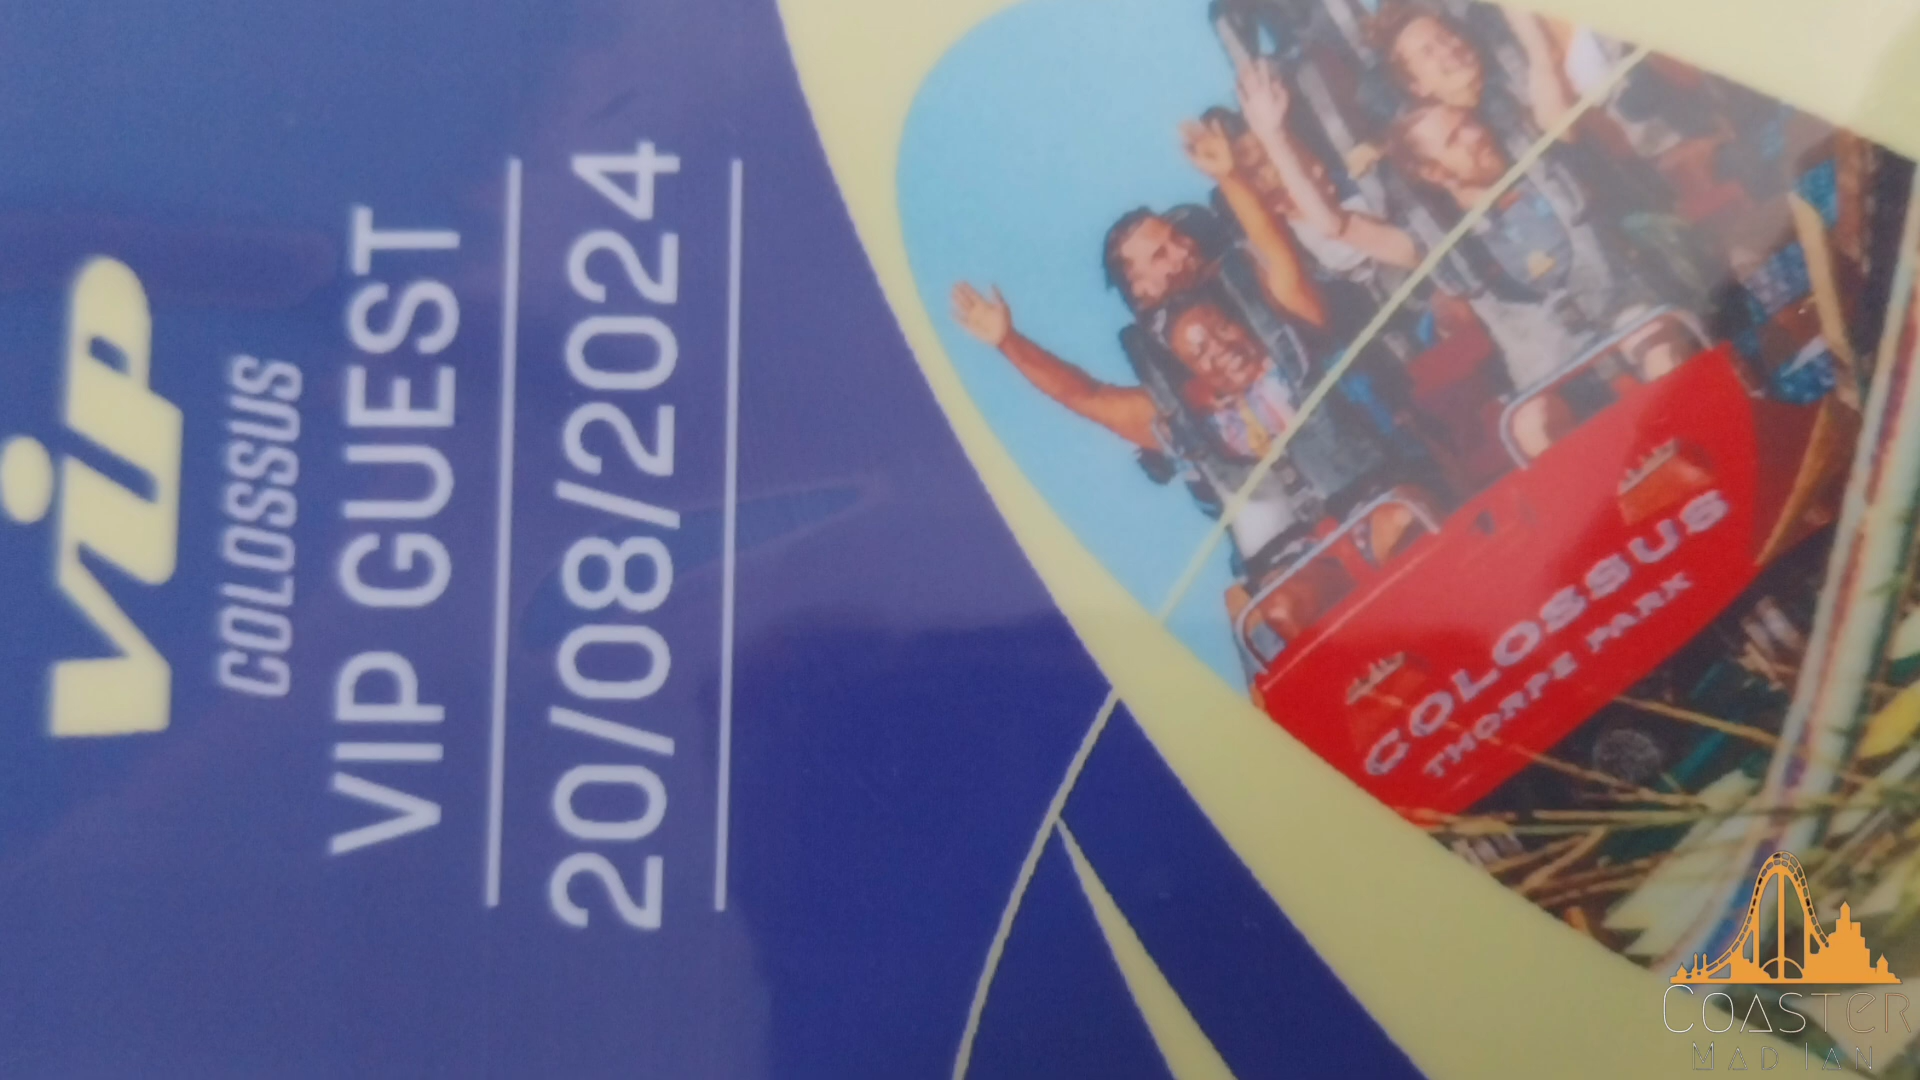 vip
COLOSSUS
VIP GUEST
20/08/2024
COLOSSUS
THORPE PARK
COASTER
MAD IAN